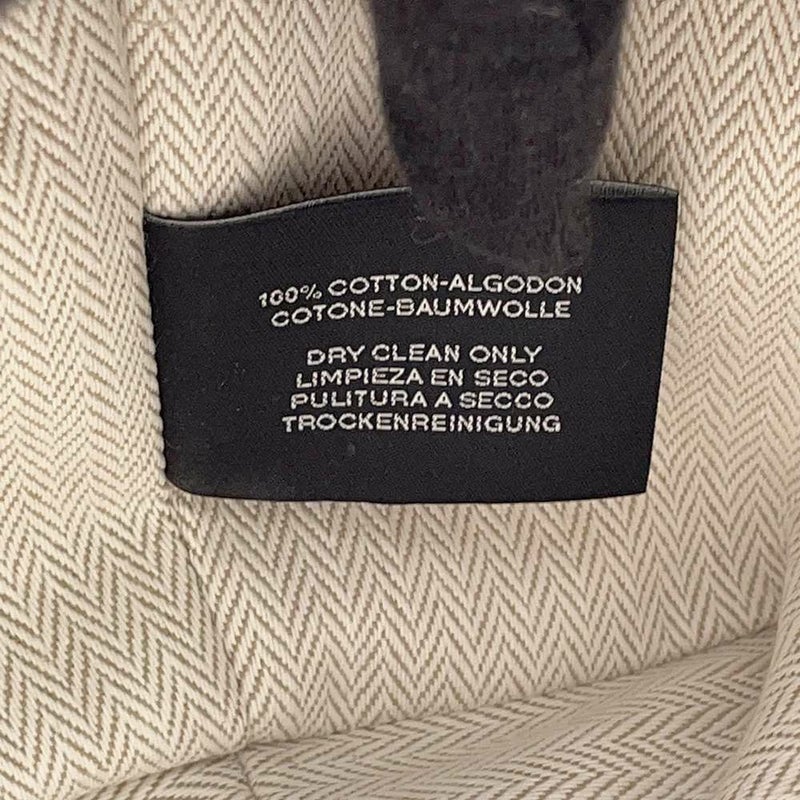 100% COTTON-ALGODON
COTONE-BAUMWOLLE
DRY CLEAN ONLY
LIMPIEZA EN SECO
PULITURA A SECCO
TROCKENREINIGUNG